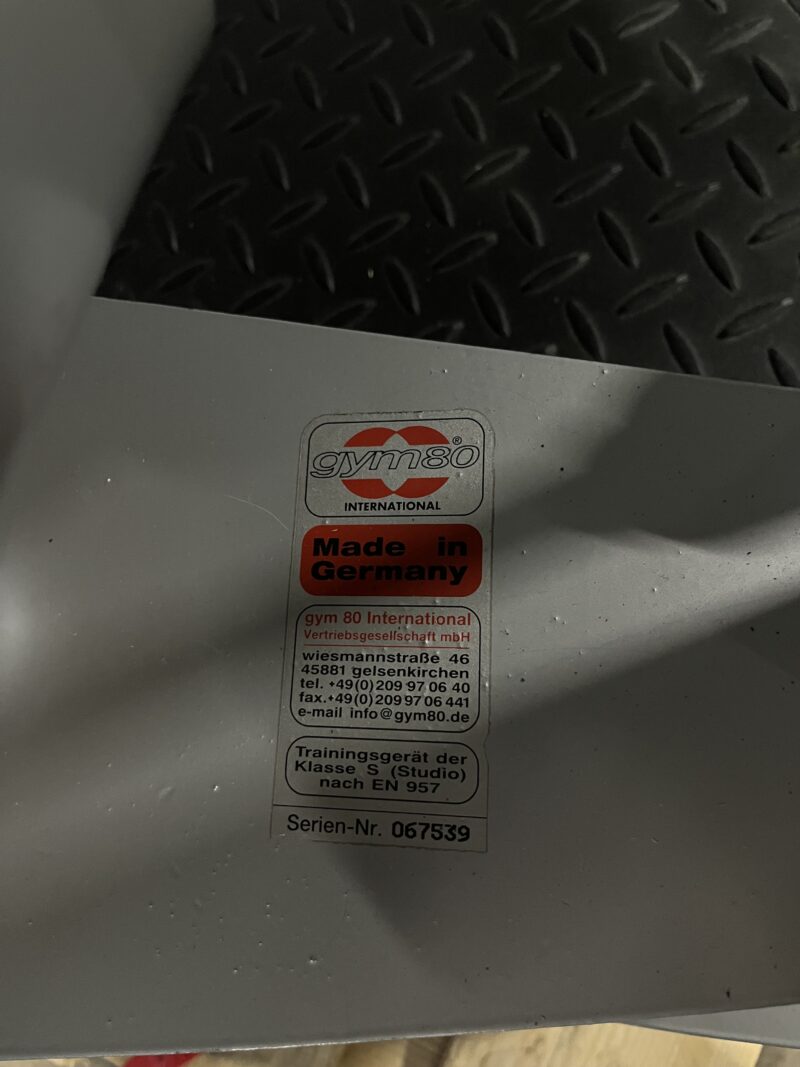 gym80®
INTERNATIONAL
Made in
Germany
gym 80 International
Vertriebsgesellschaft mbH
wiesmannstraße 46
45881 gelsenkirchen
tel. +49(0)209 97 06 40
fax.+49(0)209 97 06 441
e-mail info@gym80.de
Trainingsgerät der
Klasse S (Studio)
nach EN 957
Serien-Nr. 067539